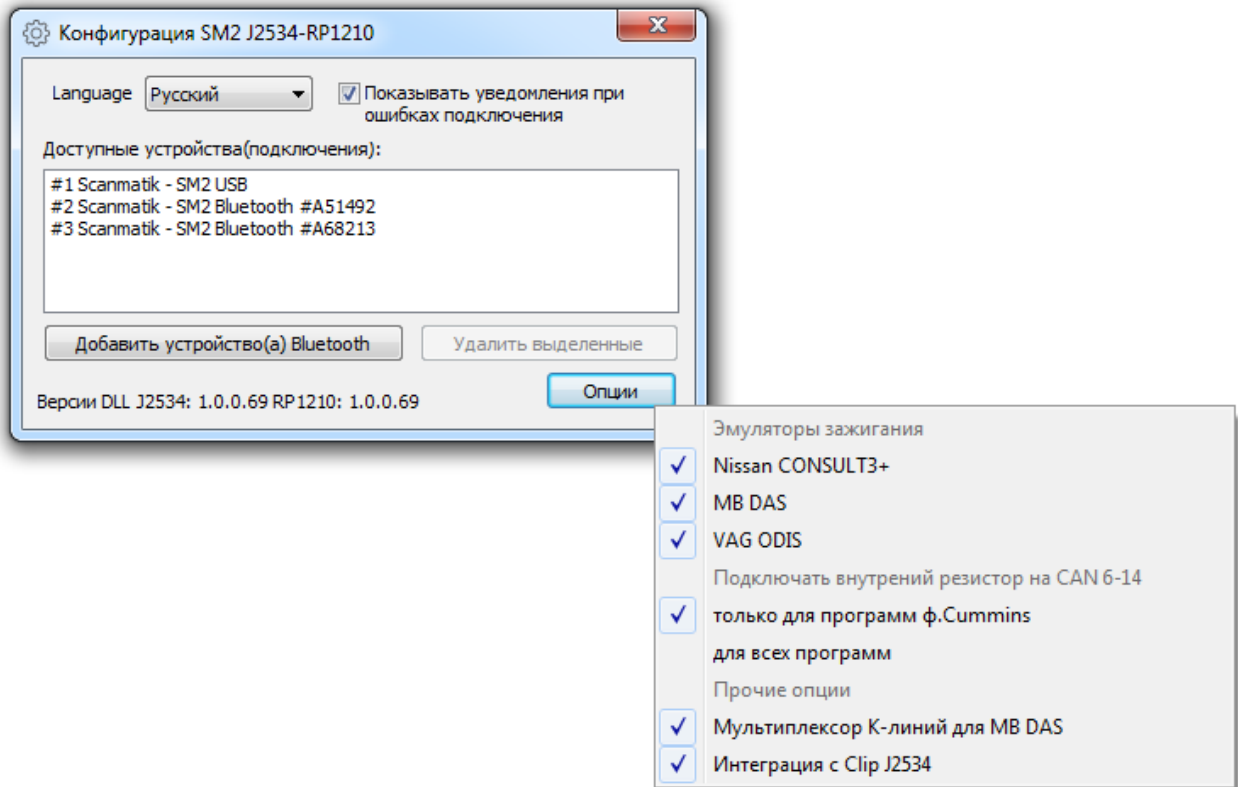 Конфигурация SM2 J2534-RP1210
Language Русский
Показывать уведомления при
ошибках подключения
Доступные устройства(подключения):
#1 Scanmatik - SM2 USB
#2 Scanmatik - SM2 Bluetooth #A51492
#3 Scanmatik - SM2 Bluetooth #A68213
Добавить устройство(а) Bluetooth
Удалить выделенные
Версии DLL J2534: 1.0.0.69 RP1210: 1.0.0.69
Опции
Эмуляторы зажигания
Nissan CONSULT3+
MB DAS
VAG ODIS
Подключать внутрений резистор на CAN 6-14
только для программ ф.Cummins
для всех программ
Прочие опции
Мультиплексор К-линий для MB DAS
Интеграция с Clip J2534